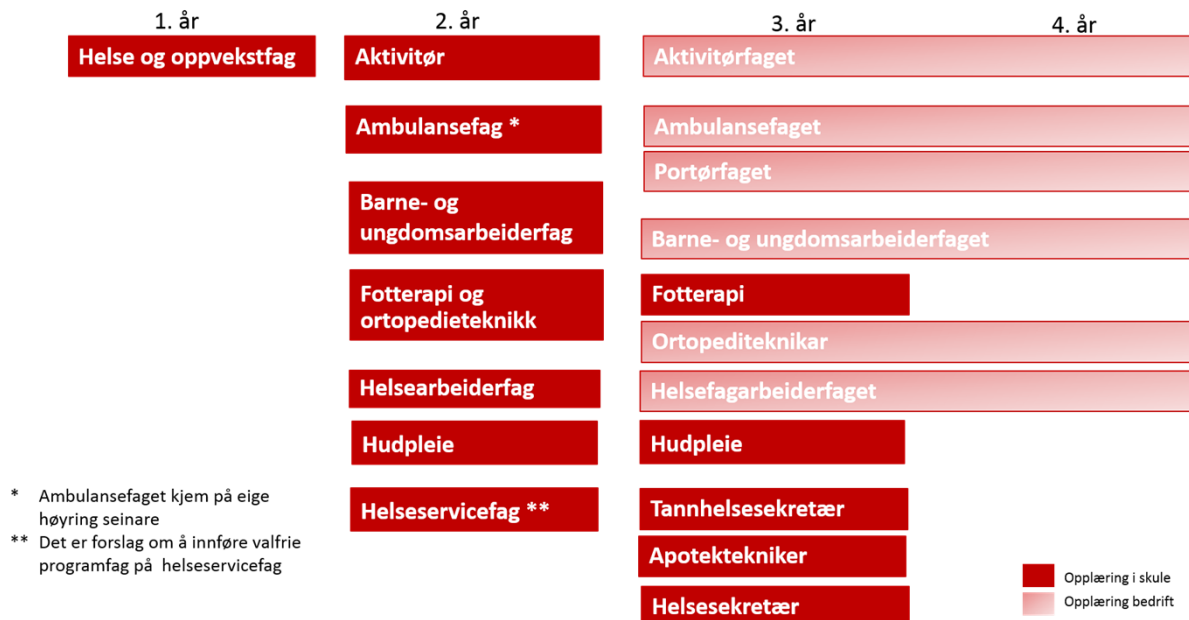 1. år
2. år
3. år
4. år
Helse og oppvekstfag
Aktivitør
Aktivitørfaget
Ambulansefag *
Ambulansefaget
Portørfaget
Barne- og
ungdomsarbeiderfag
Barne- og ungdomsarbeiderfaget
Fotterapi og
ortopedieteknikk
Fotterapi
Ortopediteknikar
Helsearbeiderfag
Helsefagarbeiderfaget
Hudpleie
Hudpleie
Helseservicefag **
Tannhelsesekretær
Apotektekniker
Helsesekretær
* Ambulansefaget kjem på eige
høyring seinare
** Det er forslag om å innføre valfrie
programfag på helseservicefag
Opplæring i skule
Opplæring bedrift